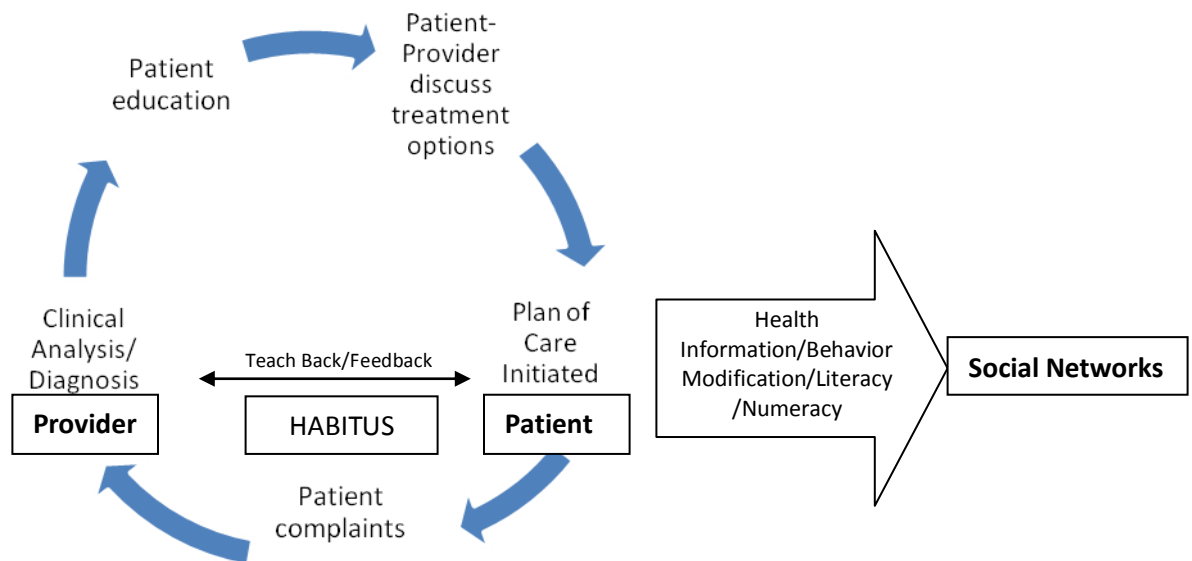 Patient
education
Patient-
Provider
discuss
treatment
options
Clinical
Analysis/
Diagnosis
Provider
Teach Back/Feedback
HABITUS
Plan of
Care
Initiated
Patient
Patient
complaints
Health
Information/Behavior
Modification/Literacy
/Numeracy
Social Networks